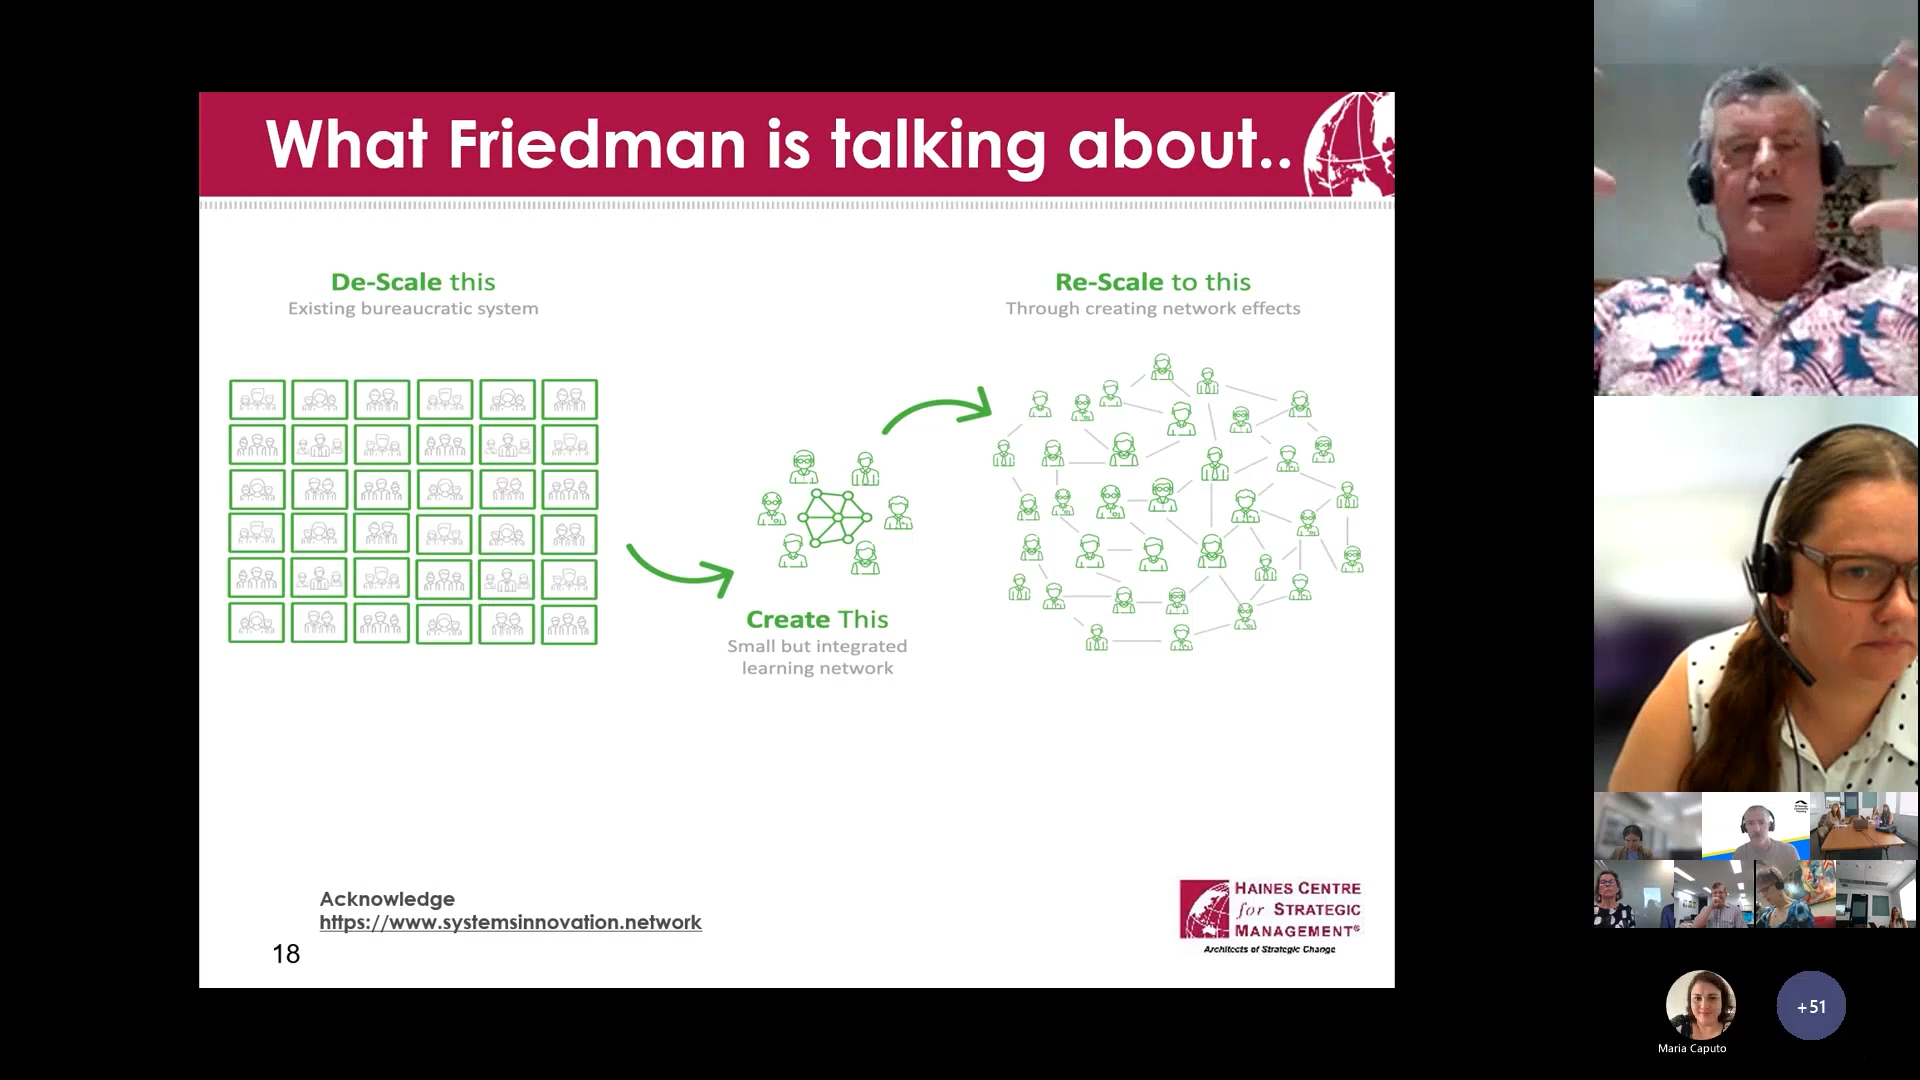 What Friedman is talking about..
De-Scale this
Existing bureaucratic system
Re-Scale to this
Through creating network effects
Create This
Small but integrated
learning network
Acknowledge
https://www.systemsinnovation.network
18
HAINES CENTRE
for STRATEGIC
MANAGEMENT®
Architects of Strategic Change
Maria Caputo
+51